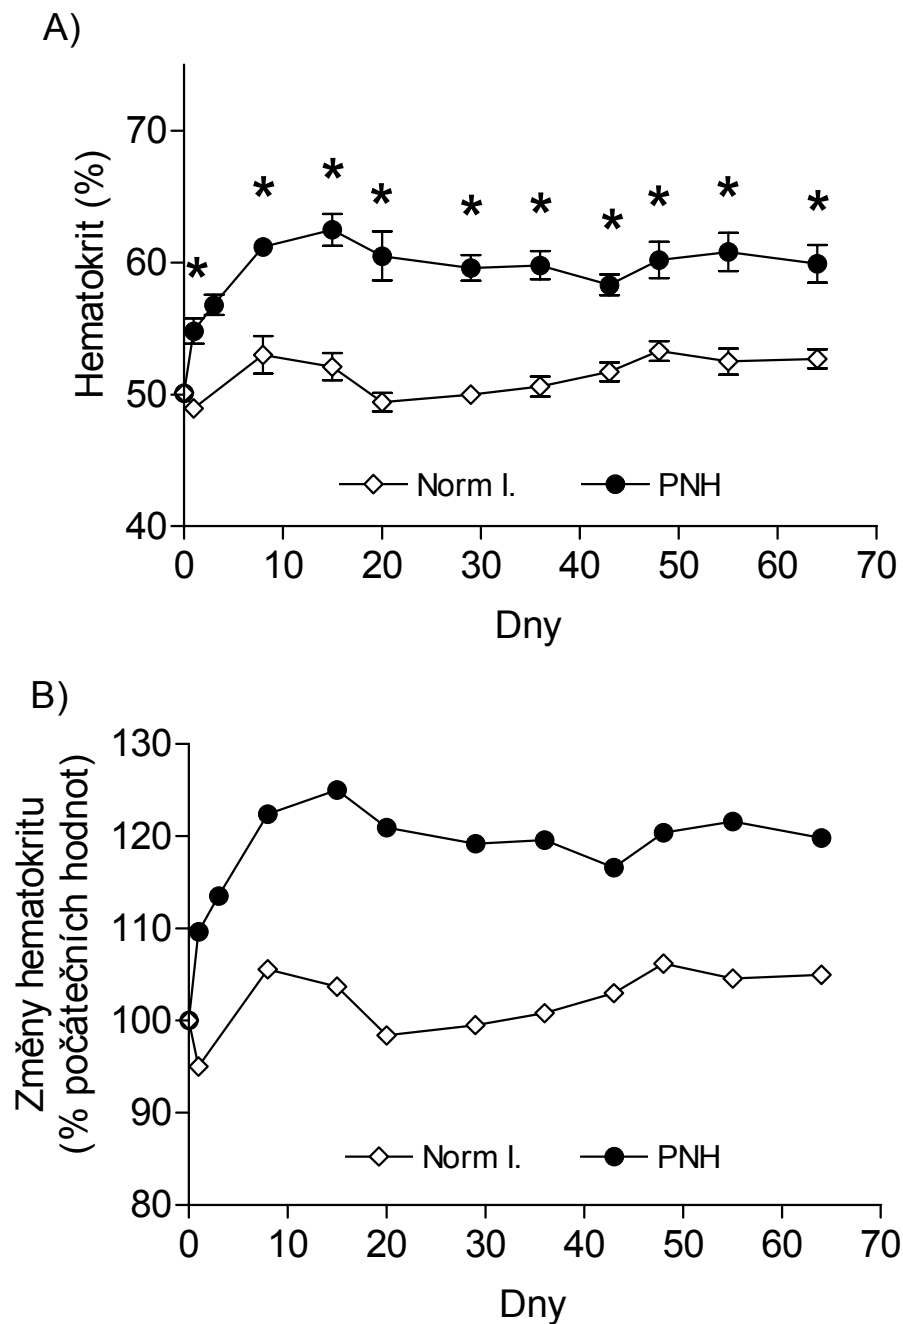 A)
Hematokrit (%)
70
60
50
40
* * * * * * * * * * *
Norm I. PNH
0 10 20 30 40 50 60 70
Dny
B)
Změny hematokritu
(% počátečních hodnot)
130
120
110
100
90
80
Norm I. PNH
0 10 20 30 40 50 60 70
Dny